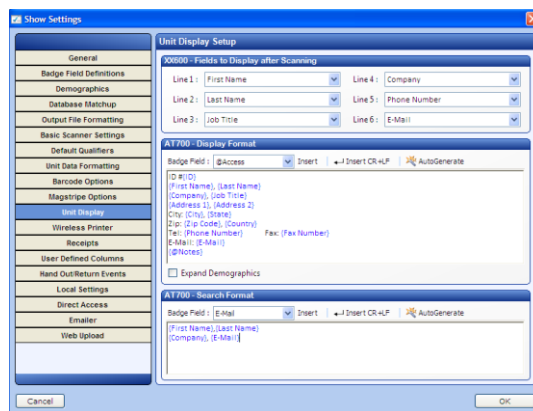 Show Settings
General
Badge Field Definitions
Demographics
Database Matchup
Output File Formatting
Basic Scanner Settings
Default Qualifiers
Unit Data Formatting
Barcode Options
Magstripe Options
Unit Display
Wireless Printer
Receipts
User Defined Columns
Hand Out/Return Events
Local Settings
Direct Access
Emailer
Web Upload
Unit Display Setup
XX600 - Fields to Display after Scanning
Line 1 : First Name Line 4 : Company
Line 2 : Last Name Line 5 : Phone Number
Line 3 : Job Title Line 6 : E-Mail
AT700 - Display Format
Badge Field : @Access Insert Insert CR+LF AutoGenerate
ID #{ID}
{First Name}, {Last Name}
{Company}, {Job Title}
{Address 1}, {Address 2}
City: {City}, {State}
Zip: {Zip Code}, {Country}
Tel: {Phone Number} Fax: {Fax Number}
E-Mail: {E-Mail}
{@Notes}
Expand Demographics
AT700 - Search Format
Badge Field : E-Mail Insert Insert CR+LF AutoGenerate
{First Name},{Last Name}
{Company}, {E-Mail}
Cancel OK